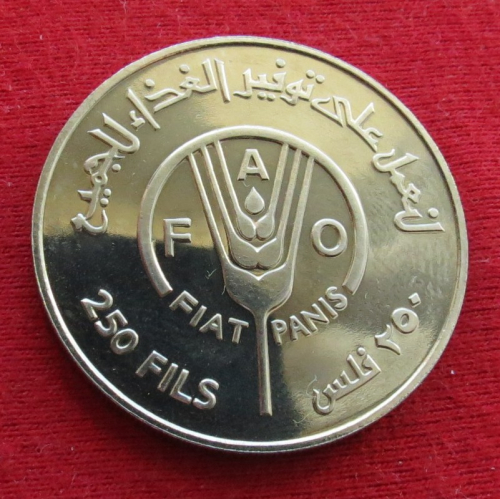 لنعمل على توفير الغذاء للجميع
F A O
FIAT PANIS
250 FILS
٢٥٠ فلس